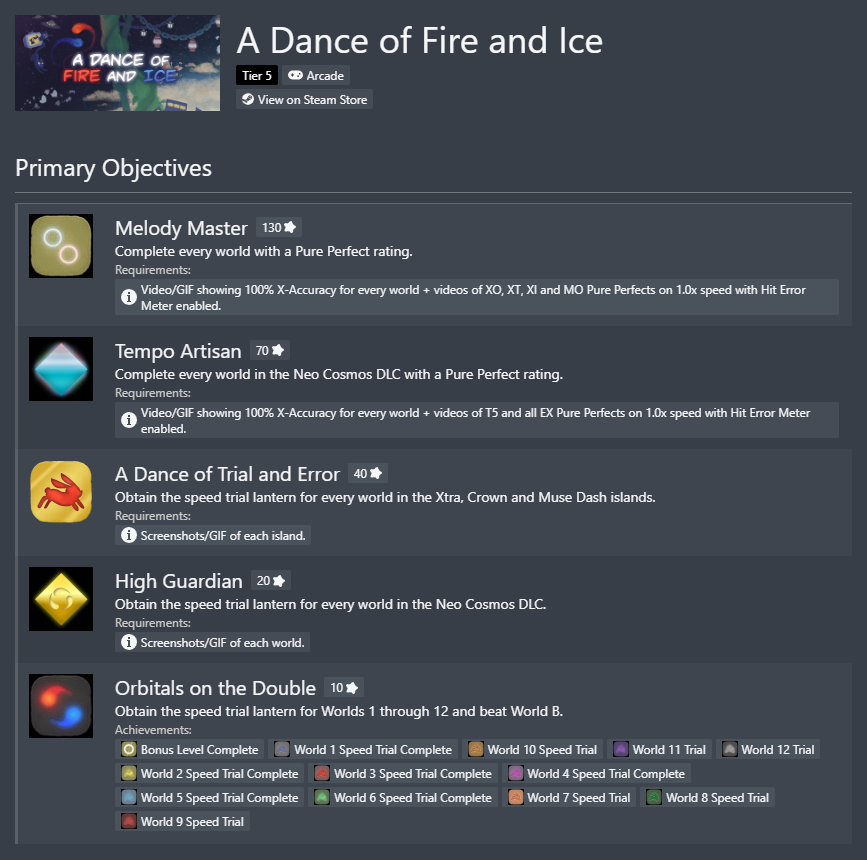 A DANCE OF
FIRE AND ICE
A Dance of Fire and Ice
Tier 5
Arcade
View on Steam Store
Primary Objectives
Melody Master
130
Complete every world with a Pure Perfect rating.
Requirements:
Video/GIF showing 100% X-Accuracy for every world + videos of XO, XT, XI and MO Pure Perfects on 1.0x speed with Hit Error
Meter enabled.
Tempo Artisan
70
Complete every world in the Neo Cosmos DLC with a Pure Perfect rating.
Requirements:
Video/GIF showing 100% X-Accuracy for every world + videos of T5 and all EX Pure Perfects on 1.0x speed with Hit Error Meter
enabled.
A Dance of Trial and Error
40
Obtain the speed trial lantern for every world in the Xtra, Crown and Muse Dash islands.
Requirements:
Screenshots/GIF of each island.
High Guardian
20
Obtain the speed trial lantern for every world in the Neo Cosmos DLC.
Requirements:
Screenshots/GIF of each world.
Orbitals on the Double
10
Obtain the speed trial lantern for Worlds 1 through 12 and beat World B.
Achievements:
Bonus Level Complete
World 1 Speed Trial Complete
World 10 Speed Trial
World 11 Trial
World 12 Trial
World 2 Speed Trial Complete
World 3 Speed Trial Complete
World 4 Speed Trial Complete
World 5 Speed Trial Complete
World 6 Speed Trial Complete
World 7 Speed Trial
World 8 Speed Trial
World 9 Speed Trial